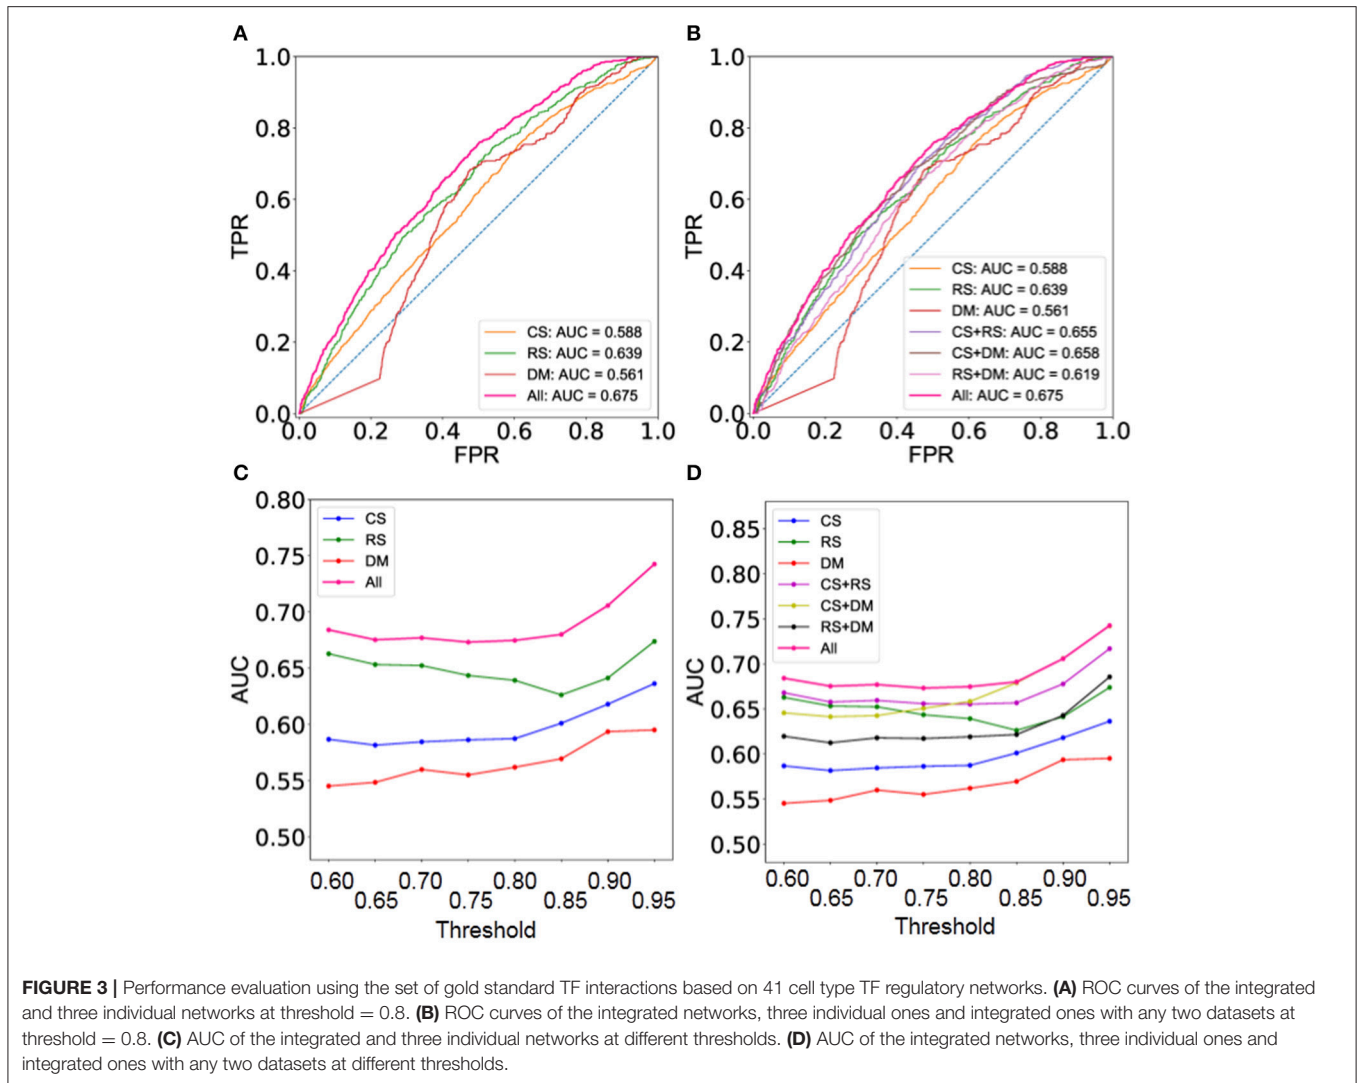 A
1.0
0.8
0.6
0.4
0.2
0.0
TPR
0.0 0.2 0.4 0.6 0.8 1.0
FPR
CS: AUC = 0.588
RS: AUC = 0.639
DM: AUC = 0.561
All: AUC = 0.675
B
1.0
0.8
0.6
0.4
0.2
0.0
TPR
0.0 0.2 0.4 0.6 0.8 1.0
FPR
CS: AUC = 0.588
RS: AUC = 0.639
DM: AUC = 0.561
CS+RS: AUC = 0.655
CS+DM: AUC = 0.658
RS+DM: AUC = 0.619
All: AUC = 0.675
C
0.80
0.75
0.70
0.65
0.60
0.55
0.50
AUC
CS
RS
DM
All
0.60 0.70 0.80 0.90
0.65 0.75 0.85 0.95
Threshold
D
0.85
0.80
0.75
0.70
0.65
0.60
0.55
0.50
AUC
CS
RS
DM
CS+RS
CS+DM
RS+DM
All
0.60 0.70 0.80 0.90
0.65 0.75 0.85 0.95
Threshold
FIGURE 3 | Performance evaluation using the set of gold standard TF interactions based on 41 cell type TF regulatory networks. (A) ROC curves of the integrated
and three individual networks at threshold = 0.8. (B) ROC curves of the integrated networks, three individual ones and integrated ones with any two datasets at
threshold = 0.8. (C) AUC of the integrated and three individual networks at different thresholds. (D) AUC of the integrated networks, three individual ones and
integrated ones with any two datasets at different thresholds.